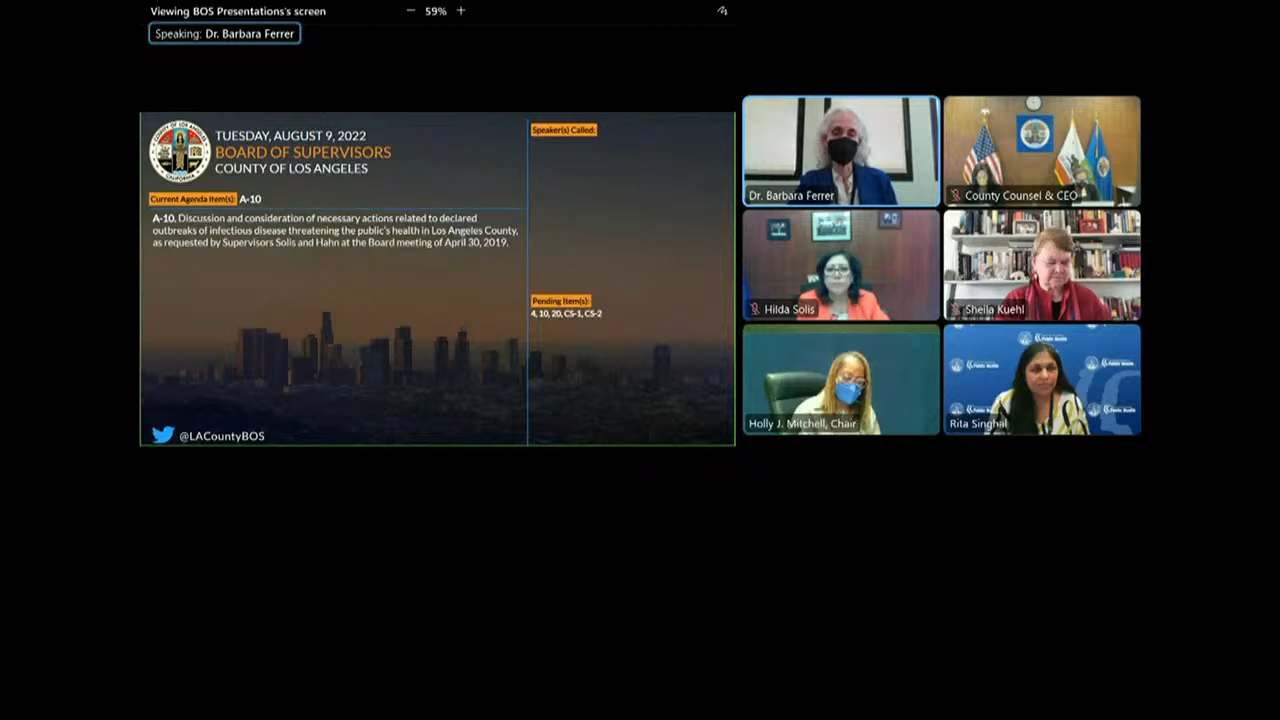 Viewing BOS Presentations's screen
59%
Speaking: Dr. Barbara Ferrer
TUESDAY, AUGUST 9, 2022
BOARD OF SUPERVISORS
COUNTY OF LOS ANGELES
Current Agenda Item(s): A-10
A-10. Discussion and consideration of necessary actions related to declared
outbreaks of infectious disease threatening the public's health in Los Angeles County,
as requested by Supervisors Solis and Hahn at the Board meeting of April 30, 2019.
Speaker(s) Called:
Pending Item(s):
4, 10, 20, CS-1, CS-2
@LACountyBOS
Dr. Barbara Ferrer
County Counsel & CEO
Hilda Solis
Sheila Kuehl
Holly J. Mitchell, Chair
Rita Singhal